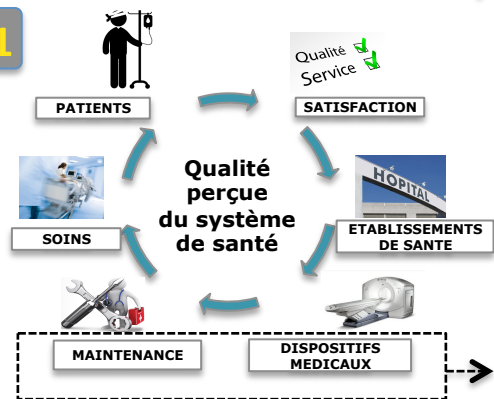 1
Qualité
Service
PATIENTS
SATISFACTION
HOPITAL
Qualité
perçue
du système
de santé
SOINS
ETABLISSEMENTS
DE SANTE
MAINTENANCE
DISPOSITIFS
MEDICAUX